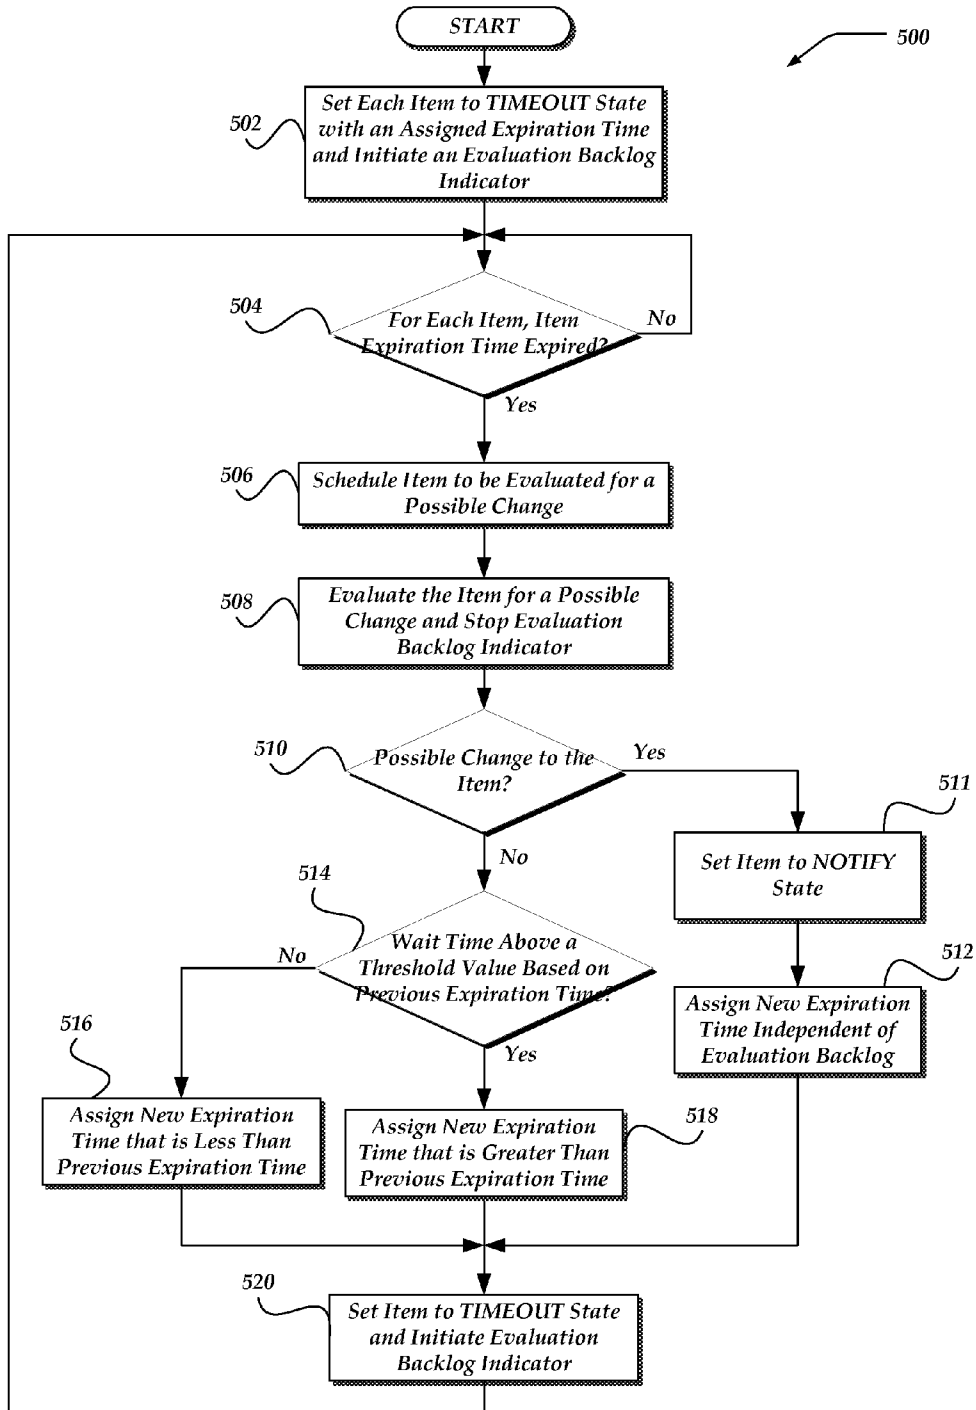 START
500
502
Set Each Item to TIMEOUT State
with an Assigned Expiration Time
and Initiate an Evaluation Backlog
Indicator
504
For Each Item, Item
Expiration Time Expired?
No
Yes
506
Schedule Item to be Evaluated for a
Possible Change
508
Evaluate the Item for a Possible
Change and Stop Evaluation
Backlog Indicator
510
Possible Change to the
Item?
Yes
No
511
Set Item to NOTIFY
State
514
Wait Time Above a
Threshold Value Based on
Previous Expiration Time?
No
Yes
512
Assign New Expiration
Time Independent of
Evaluation Backlog
516
Assign New Expiration
Time that is Less Than
Previous Expiration Time
518
Assign New Expiration
Time that is Greater Than
Previous Expiration Time
520
Set Item to TIMEOUT State
and Initiate Evaluation
Backlog Indicator